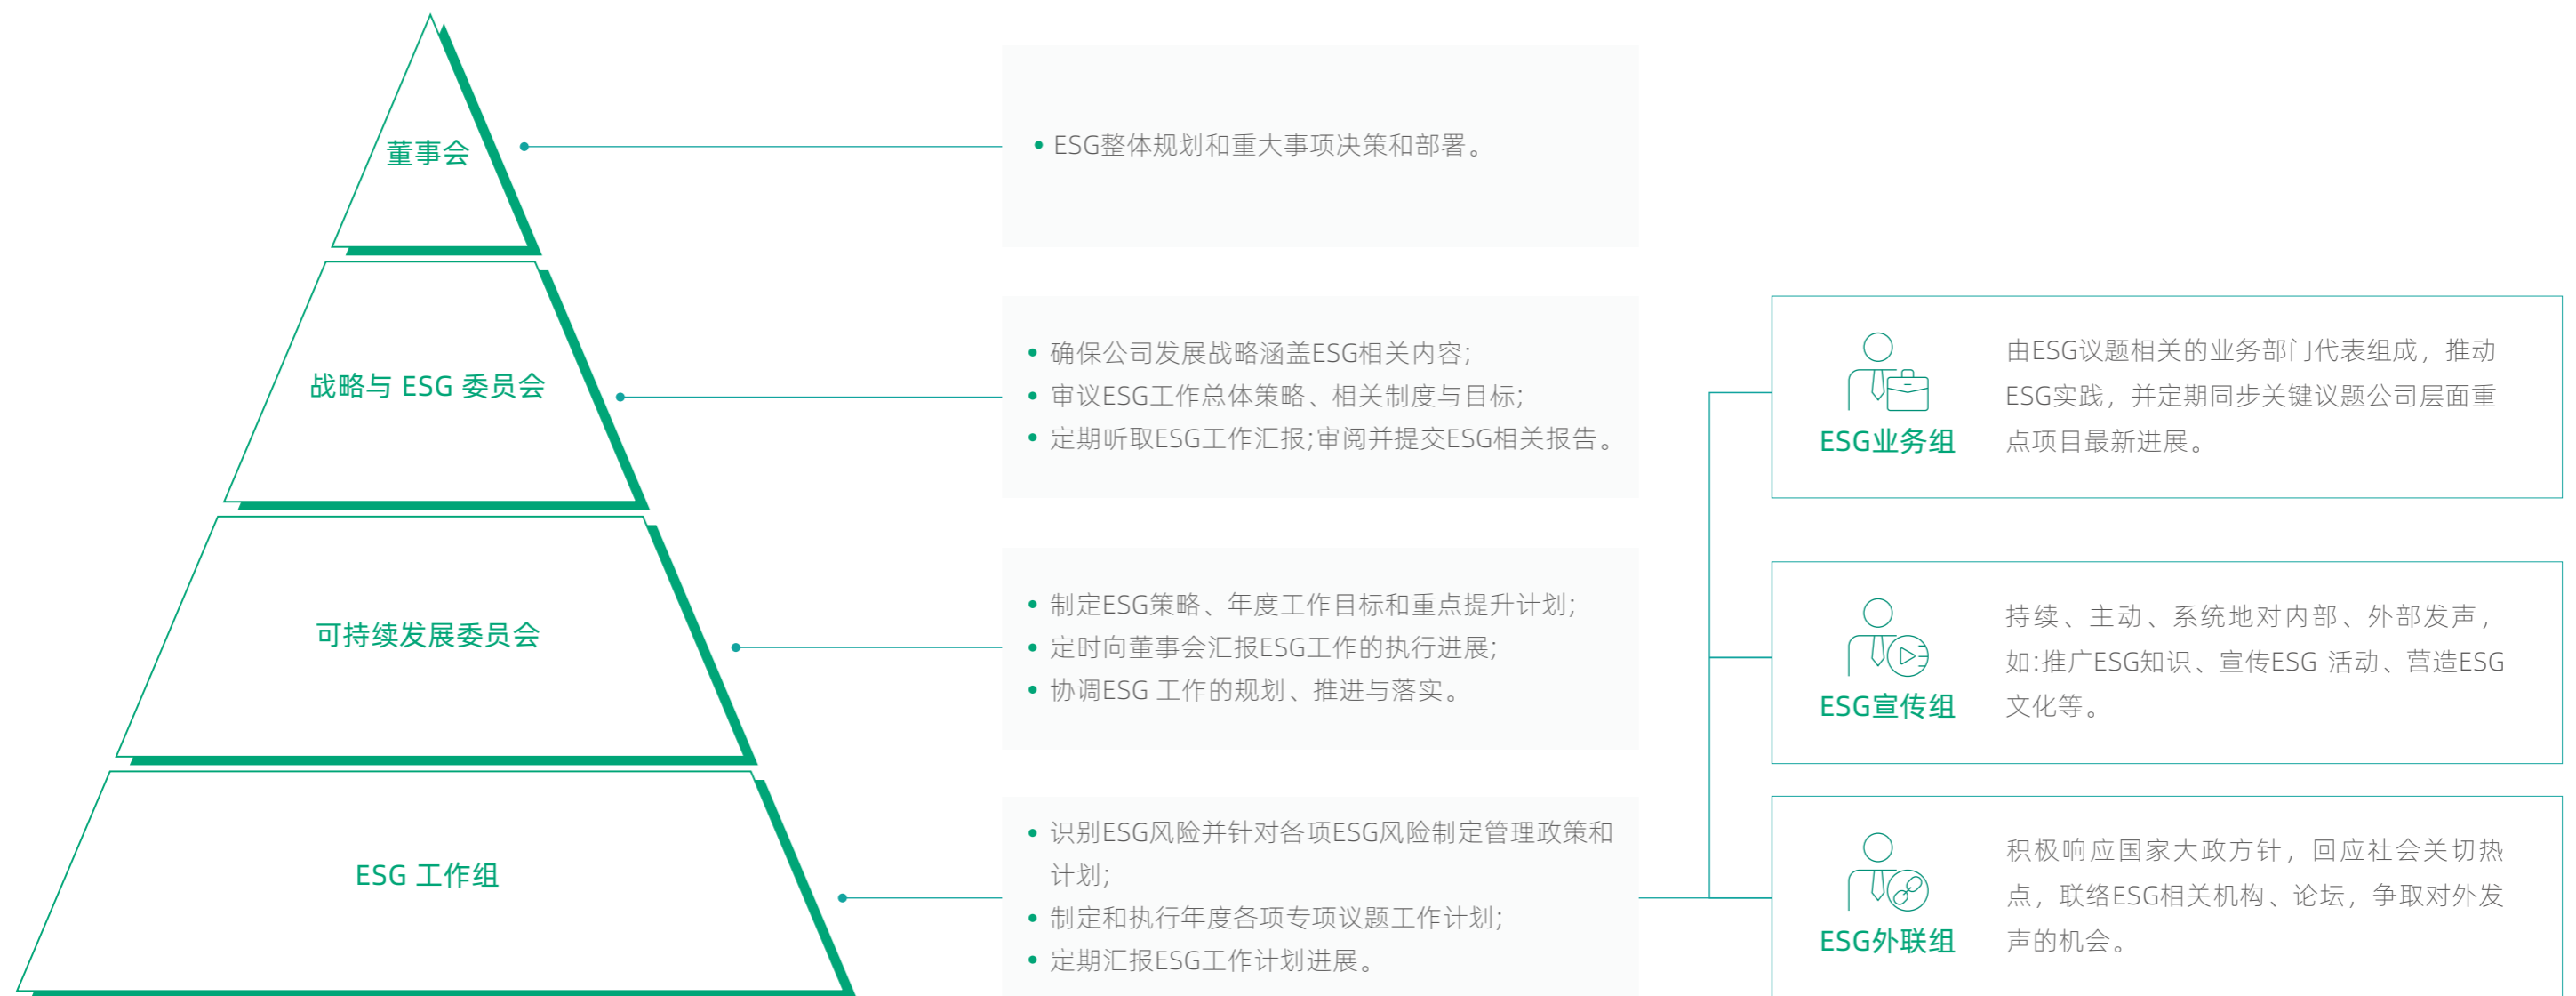 董事会
• ESG整体规划和重大事项决策和部署。
战略与 ESG 委员会
• 确保公司发展战略涵盖ESG相关内容;
• 审议ESG工作总体策略、相关制度与目标;
• 定期听取ESG工作汇报;审阅并提交ESG相关报告。
可持续发展委员会
• 制定ESG策略、年度工作目标和重点提升计划;
• 定时向董事会汇报ESG工作的执行进展;
• 协调ESG 工作的规划、推进与落实。
ESG 工作组
• 识别ESG风险并针对各项ESG风险制定管理政策和
计划;
• 制定和执行年度各项专项议题工作计划;
• 定期汇报ESG工作计划进展。
ESG业务组
由ESG议题相关的业务部门代表组成，推动
ESG实践，并定期同步关键议题公司层面重
点项目最新进展。
ESG宣传组
持续、主动、系统地对内部、外部发声，
如:推广ESG知识、宣传ESG 活动、营造ESG
文化等。
ESG外联组
积极响应国家大政方针，回应社会关切热
点，联络ESG相关机构、论坛，争取对外发
声的机会。